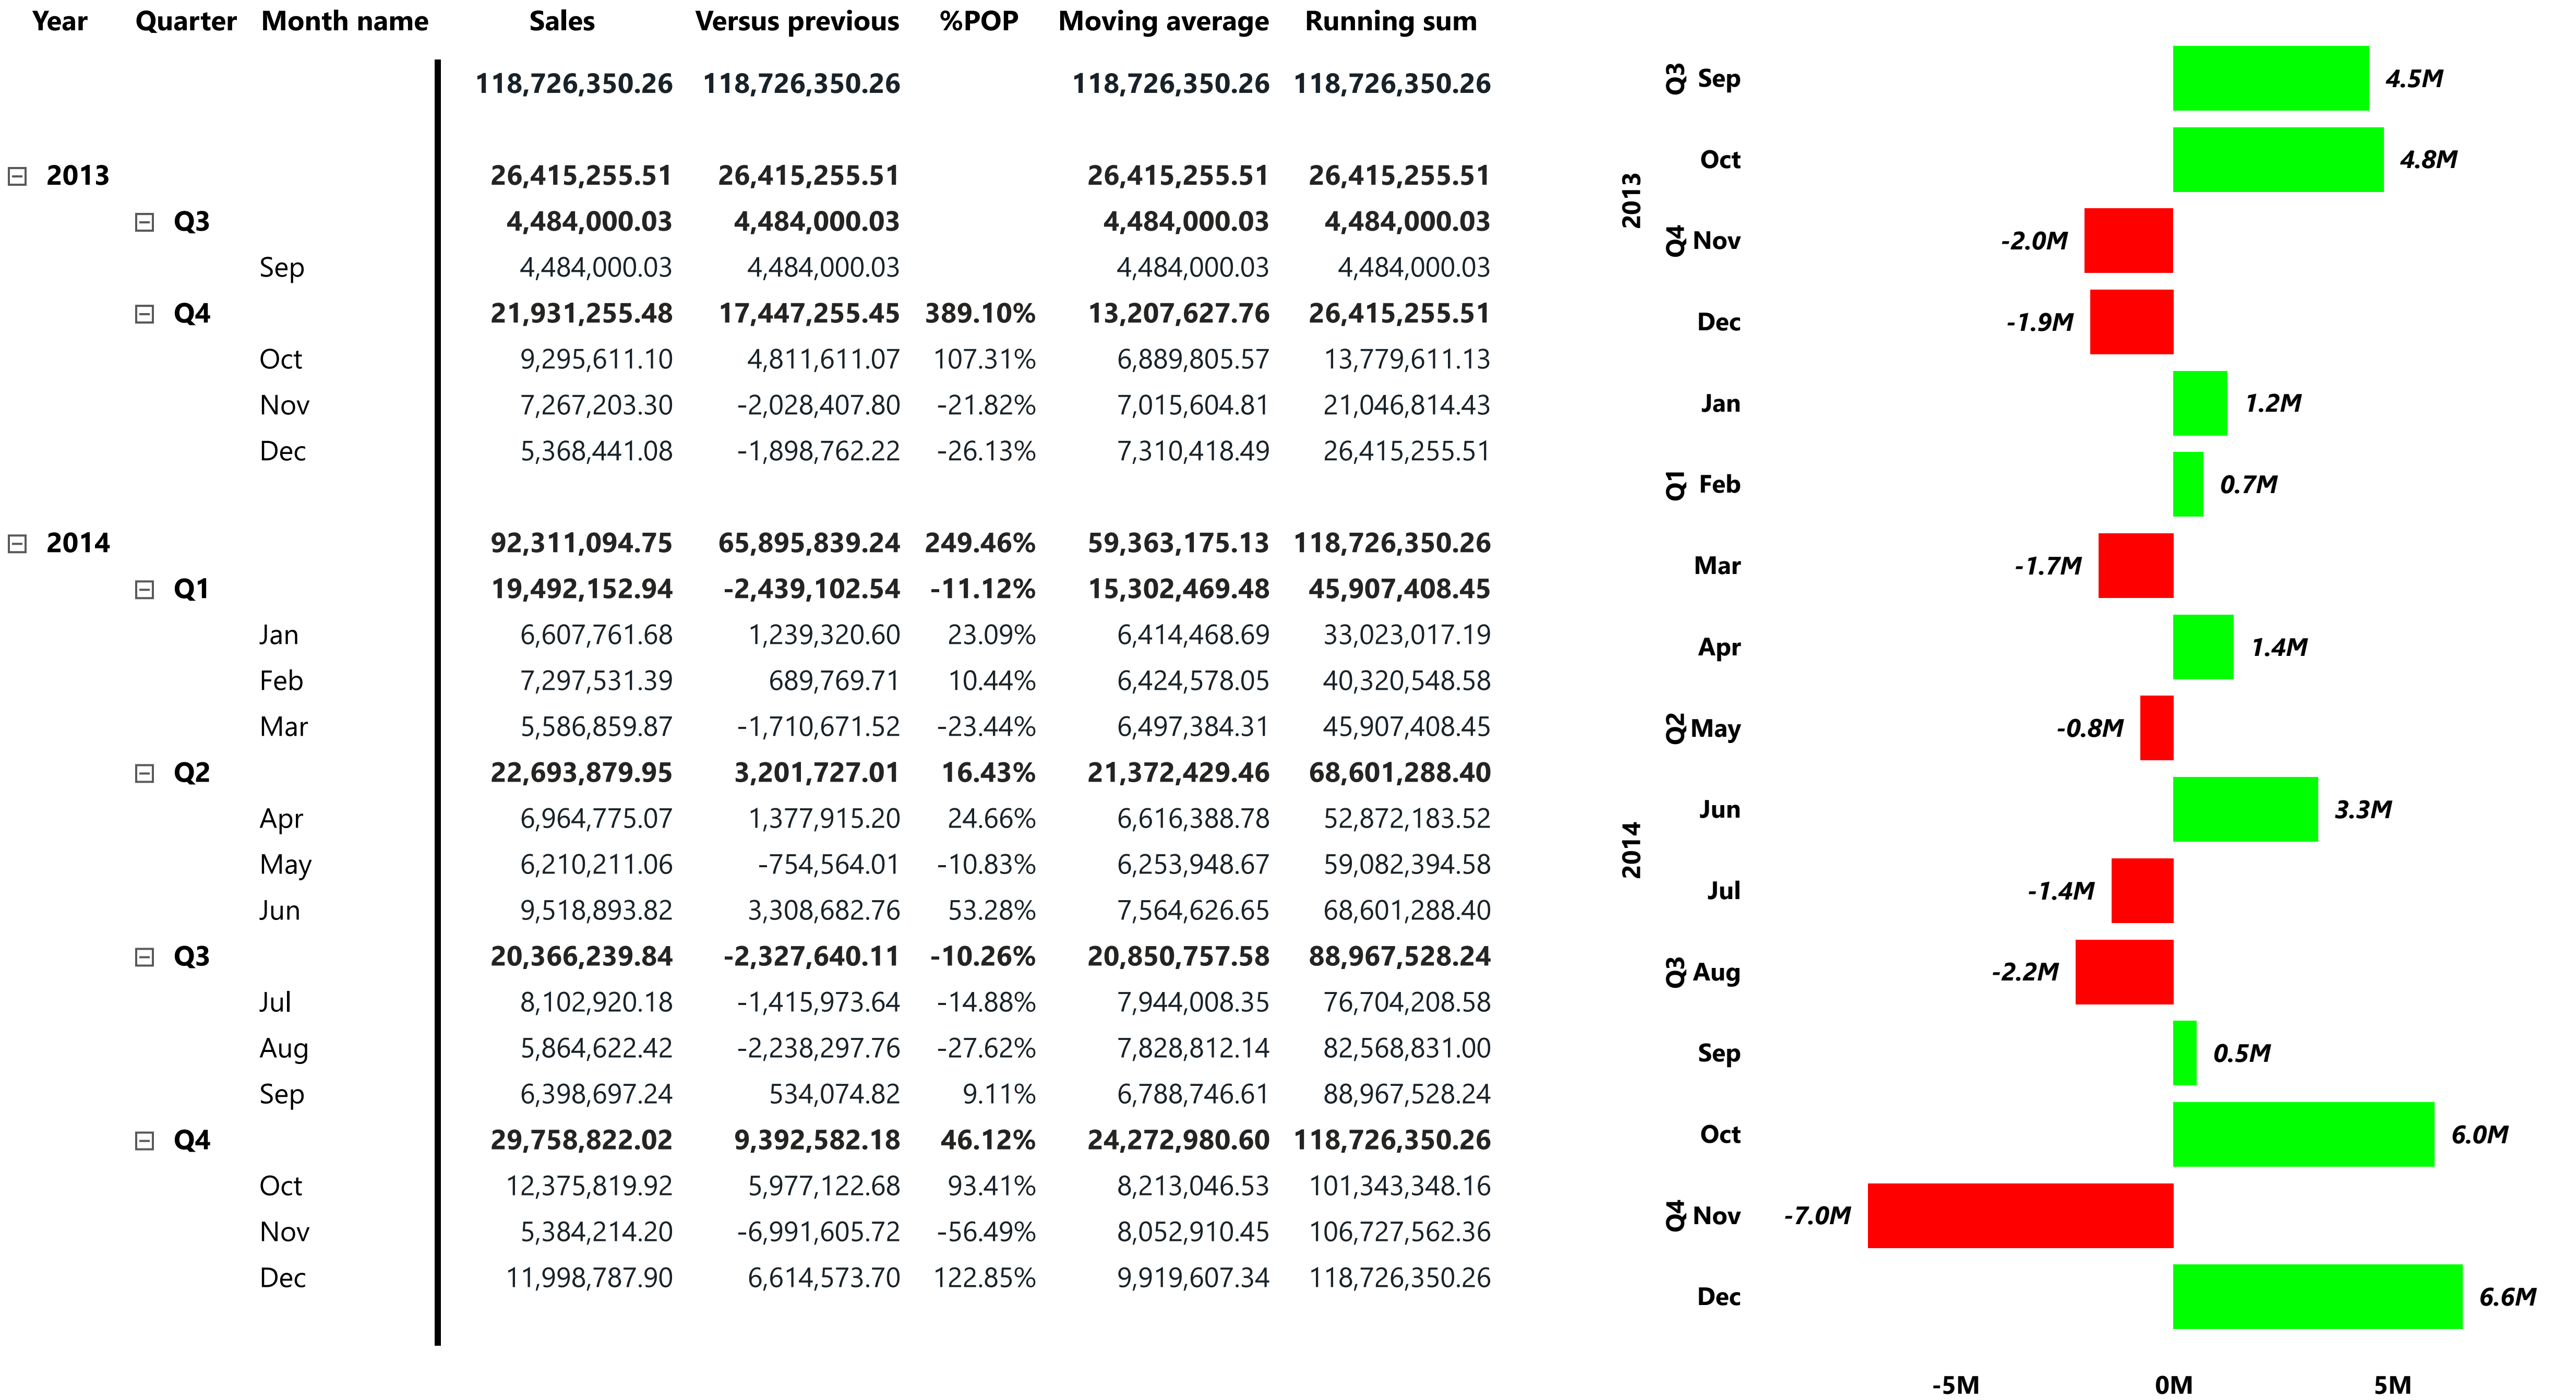 Year Quarter Month name Sales Versus previous %POP Moving average Running sum
118,726,350.26 118,726,350.26 118,726,350.26 118,726,350.26
2013 26,415,255.51 26,415,255.51 26,415,255.51 26,415,255.51
Q3 4,484,000.03 4,484,000.03 4,484,000.03 4,484,000.03
Sep 4,484,000.03 4,484,000.03 4,484,000.03 4,484,000.03
Q4 21,931,255.48 17,447,255.45 389.10% 13,207,627.76 26,415,255.51
Oct 9,295,611.10 4,811,611.07 107.31% 6,889,805.57 13,779,611.13
Nov 7,267,203.30 -2,028,407.80 -21.82% 7,015,604.81 21,046,814.43
Dec 5,368,441.08 -1,898,762.22 -26.13% 7,310,418.49 26,415,255.51
2014 92,311,094.75 65,895,839.24 249.46% 59,363,175.13 118,726,350.26
Q1 19,492,152.94 -2,439,102.54 -11.12% 15,302,469.48 45,907,408.45
Jan 6,607,761.68 1,239,320.60 23.09% 6,414,468.69 33,023,017.19
Feb 7,297,531.39 689,769.71 10.44% 6,424,578.05 40,320,548.58
Mar 5,586,859.87 -1,710,671.52 -23.44% 6,497,384.31 45,907,408.45
Q2 22,693,879.95 3,201,727.01 16.43% 21,372,429.46 68,601,288.40
Apr 6,964,775.07 1,377,915.20 24.66% 6,616,388.78 52,872,183.52
May 6,210,211.06 -754,564.01 -10.83% 6,253,948.67 59,082,394.58
Jun 9,518,893.82 3,308,682.76 53.28% 7,564,626.65 68,601,288.40
Q3 20,366,239.84 -2,327,640.11 -10.26% 20,850,757.58 88,967,528.24
Jul 8,102,920.18 -1,415,973.64 -14.88% 7,944,008.35 76,704,208.58
Aug 5,864,622.42 -2,238,297.76 -27.62% 7,828,812.14 82,568,831.00
Sep 6,398,697.24 534,074.82 9.11% 6,788,746.61 88,967,528.24
Q4 29,758,822.02 9,392,582.18 46.12% 24,272,980.60 118,726,350.26
Oct 12,375,819.92 5,977,122.68 93.41% 8,213,046.53 101,343,348.16
Nov 5,384,214.20 -6,991,605.72 -56.49% 8,052,910.45 106,727,562.36
Dec 11,998,787.90 6,614,573.70 122.85% 9,919,607.34 118,726,350.26
2013
Q3
Sep 4.5M
Q4
Oct 4.8M
Nov -2.0M
Dec -1.9M
2014
Q1
Jan 1.2M
Feb 0.7M
Mar -1.7M
Q2
Apr 1.4M
May -0.8M
Jun 3.3M
Q3
Jul -1.4M
Aug -2.2M
Sep 0.5M
Q4
Oct 6.0M
Nov -7.0M
Dec 6.6M
-5M 0M 5M